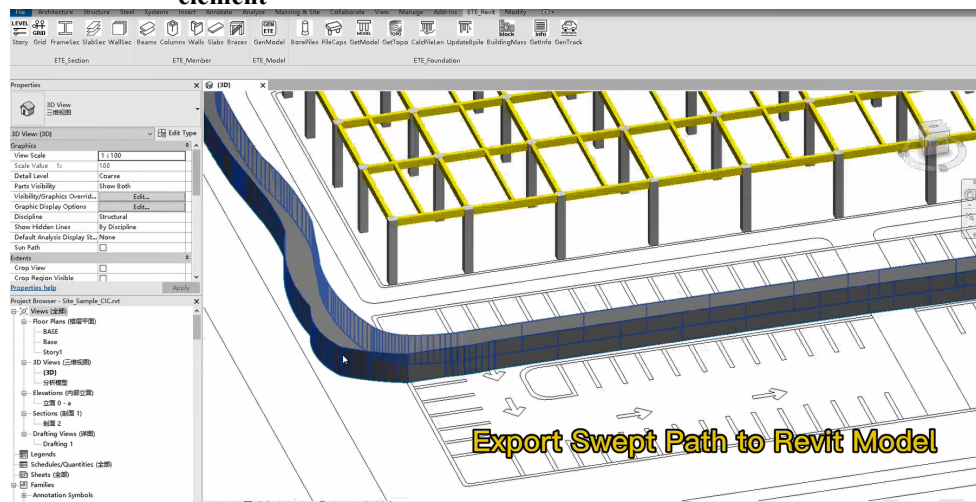 element
File Architecture Structure Steel Systems Insert Annotate Analyze Massing & Site Collaborate View Manage Add-Ins ETE_Revit Modify
LEVEL GRID GEN ETE MODEL TOPO block info
Story Grid FrameSec SlabSec WallSec Beams Columns Walls Slabs Braces GenModel BorePiles PileCaps GetModel GetTopo CalcPileLen UpdateBpile BuildingMass GetInfo GenTrack
ETE_Section ETE_Member ETE_Model ETE_Foundation
Properties
(3D)
3D View
三维视图
3D View: (3D) Edit Type
Graphics
View Scale 1 : 100
Scale Value 1: 100
Detail Level Coarse
Parts Visibility Show Both
Visibility/Graphics Overrid... Edit...
Graphic Display Options Edit...
Discipline Structural
Show Hidden Lines By Discipline
Default Analysis Display St... None
Sun Path
Extents
Crop View
Crop Region Visible
Properties help Apply
Project Browser - Site_Sample_CIC.rvt
Views (全部)
Floor Plans (楼层平面)
BASE
Base
Story1
3D Views (三维视图)
(3D)
分析模型
Elevations (内部立面)
立面 0 - a
Sections (剖面 1)
剖面 2
Drafting Views (详图)
Drafting 1
Legends
Schedules/Quantities (全部)
Sheets (全部)
Families
Annotation Symbols
FRONT
Export Swept Path to Revit Model